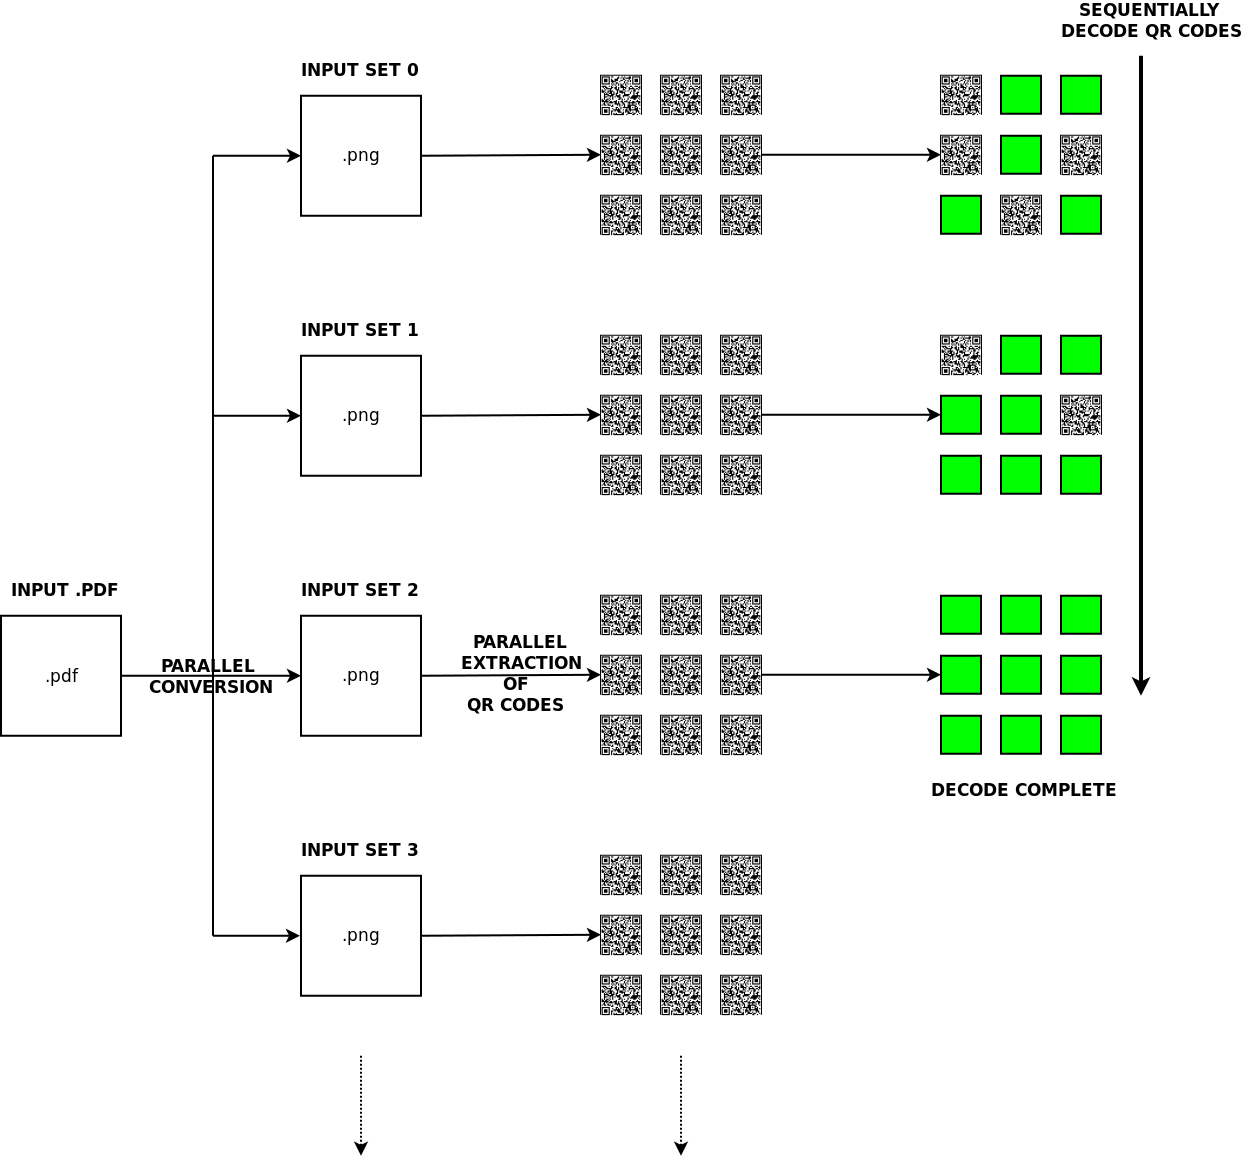 SEQUENTIALLY
DECODE QR CODES
INPUT SET 0
.png
INPUT SET 1
.png
INPUT .PDF
.pdf
PARALLEL
CONVERSION
INPUT SET 2
.png
PARALLEL
EXTRACTION
OF
QR CODES
DECODE COMPLETE
INPUT SET 3
.png